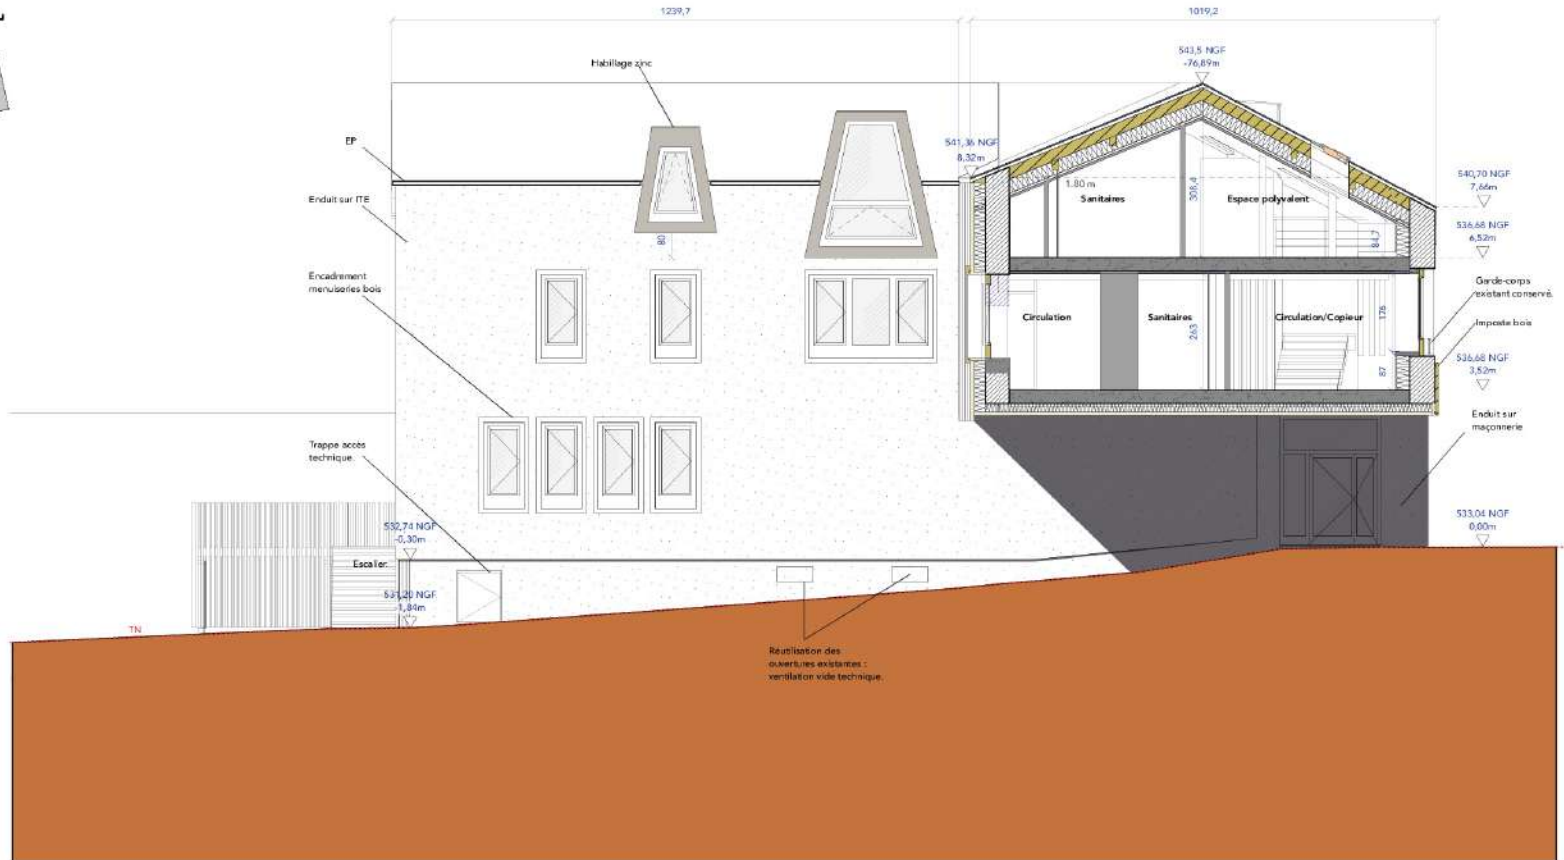 1239,7
1019,2
543,5 NGF
-76,89m
Habillage zinc
EP
541,36 NGF
8,32m
540,70 NGF
7,66m
1.80 m
Sanitaires
308,4
Espace polyvalent
Enduit sur ITE
80
84,7
536,68 NGF
6,52m
Encadrement
menuiseries bois
Garde-corps
existant conservé.
Circulation
Sanitaires
263
Circulation/Copieur
176
Imposte bois
536,68 NGF
3,52m
87
Enduit sur
maçonnerie
Trappe accès
technique.
533,04 NGF
0,00m
532,74 NGF
-0,30m
Escalier.
531,20 NGF
-1,84m
TN
Réutilisation des
ouvertures existantes :
ventilation vide technique.